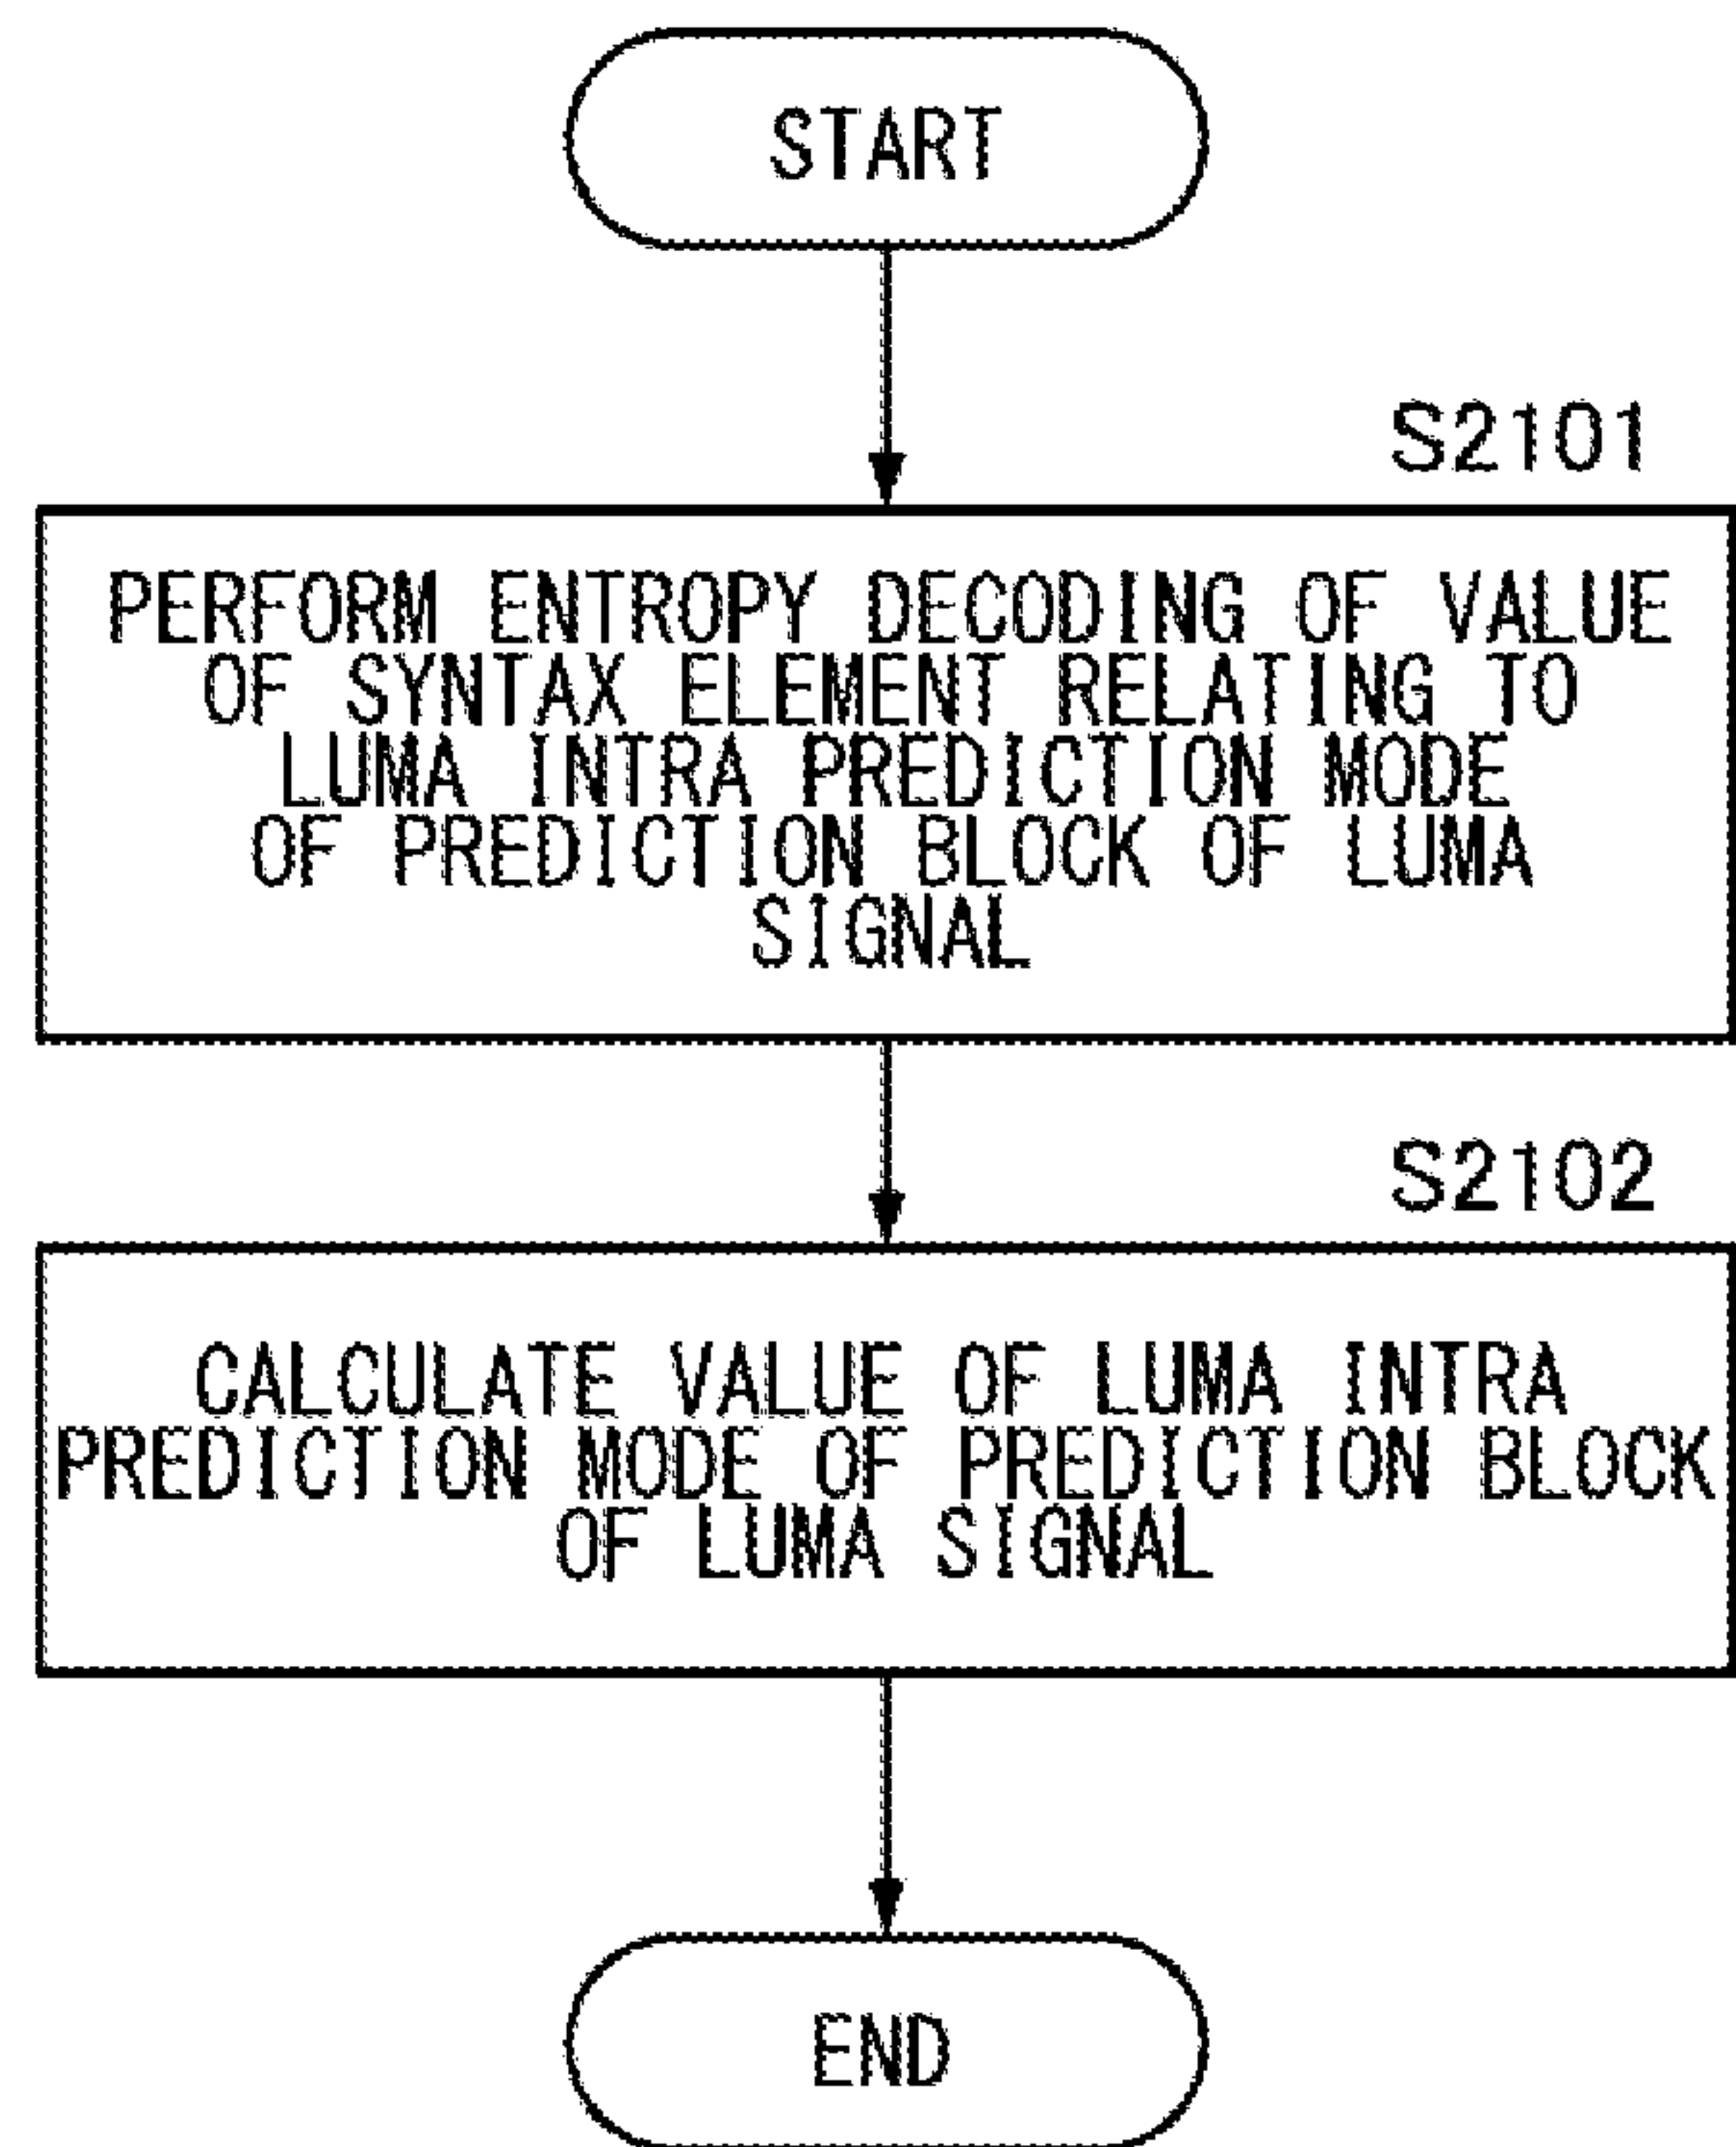 START
S2101
PERFORM ENTROPY DECODING OF VALUE
OF SYNTAX ELEMENT RELATING TO
LUMA INTRA PREDICTION MODE
OF PREDICTION BLOCK OF LUMA
SIGNAL
S2102
CALCULATE VALUE OF LUMA INTRA
PREDICTION MODE OF PREDICTION BLOCK
OF LUMA SIGNAL
END